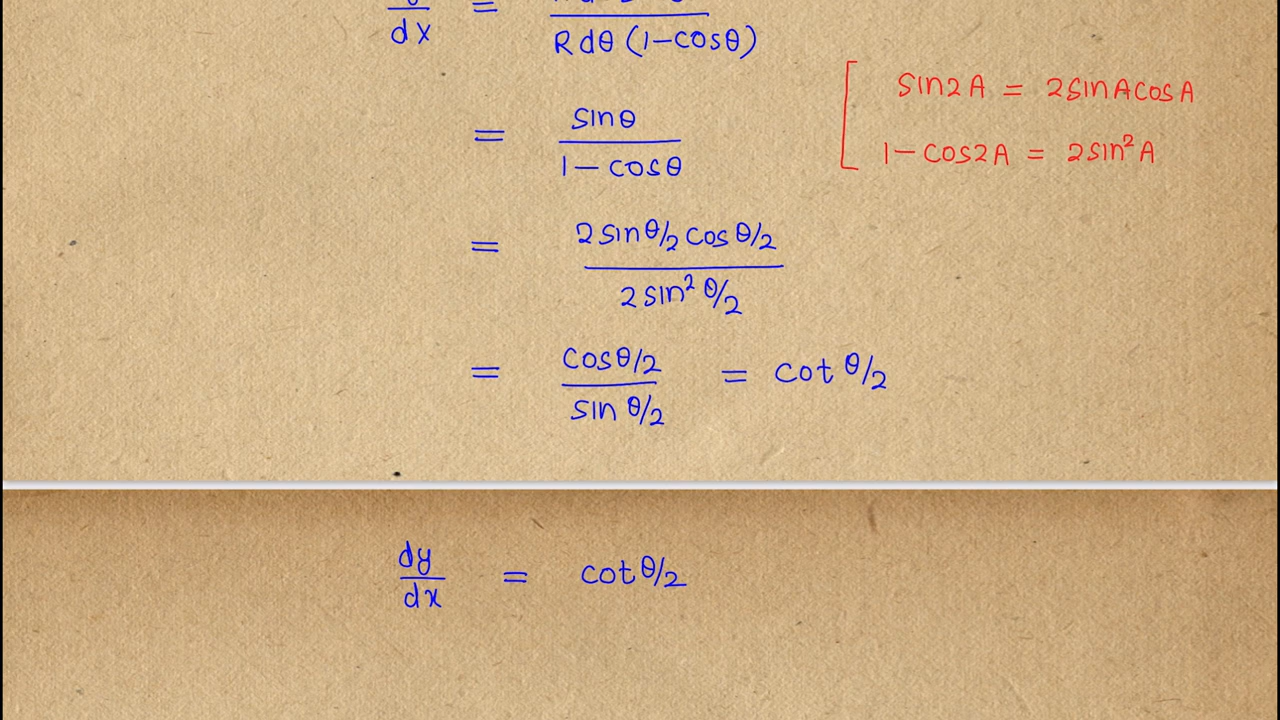 dx = Rdθ (1-cosθ)
sin2A = 2sinAcosA
= sinθ / 1 - cosθ
1-cos2A = 2sin²A
= 2sinθ/2 cosθ/2 / 2sin²θ/2
= cosθ/2 / sinθ/2 = cotθ/2
dy/dx = cotθ/2